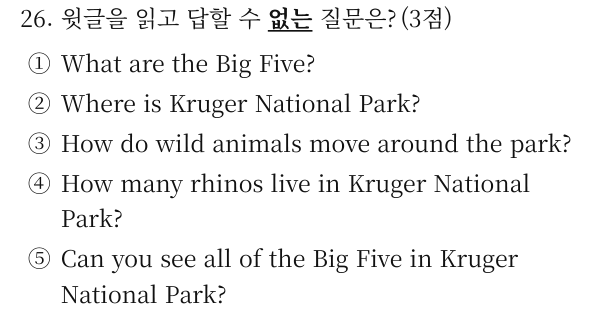 26. 윗글을 읽고 답할 수 없는 질문은? (3점)
① What are the Big Five?
② Where is Kruger National Park?
③ How do wild animals move around the park?
④ How many rhinos live in Kruger National
Park?
⑤ Can you see all of the Big Five in Kruger
National Park?